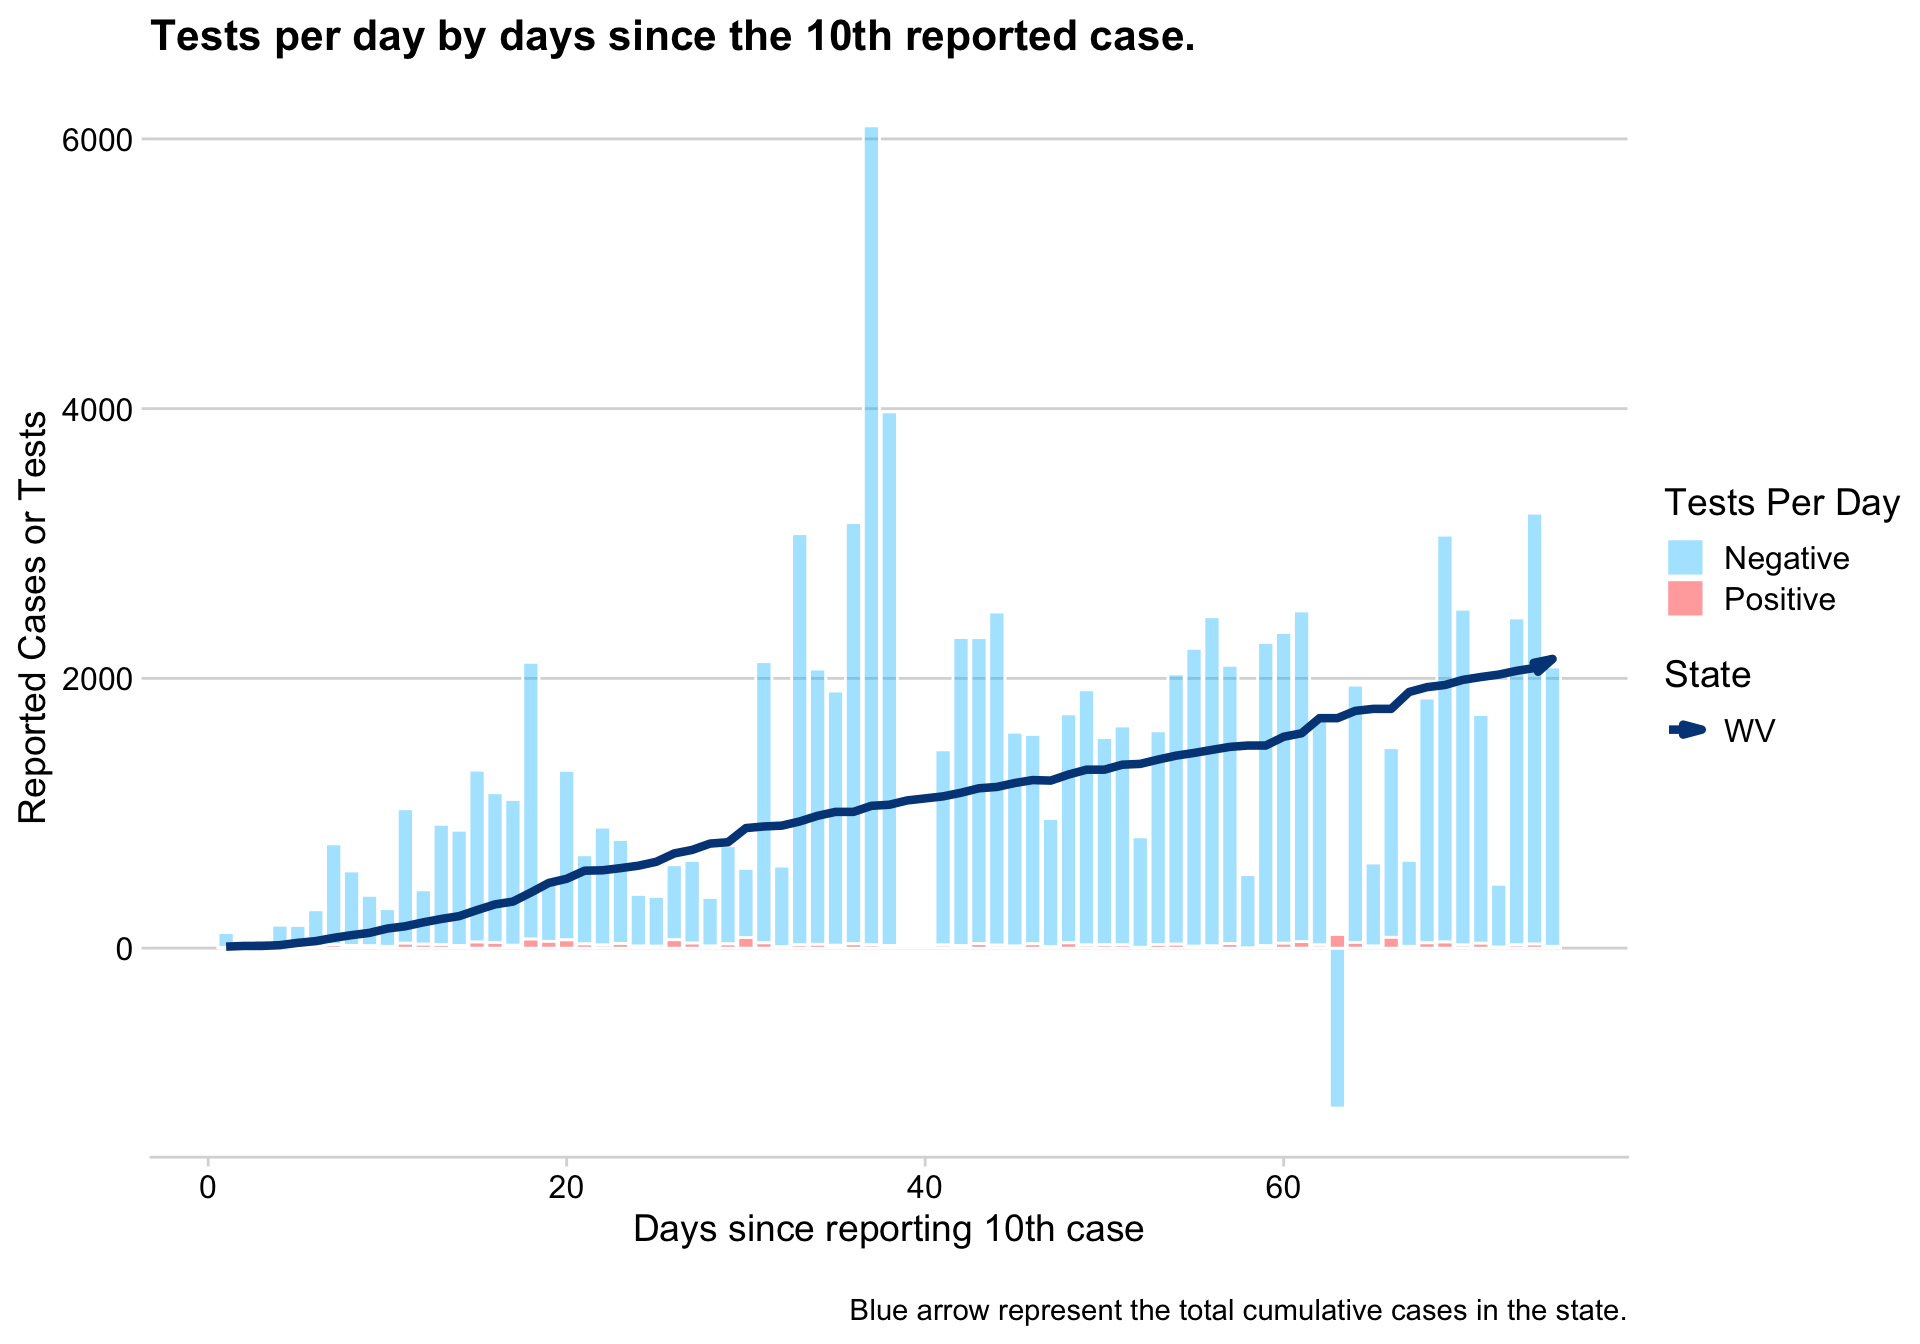 Tests per day by days since the 10th reported case.
6000
4000
2000
0
Reported Cases or Tests
0 20 40 60
Days since reporting 10th case
Tests Per Day
Negative
Positive
State
WV
Blue arrow represent the total cumulative cases in the state.